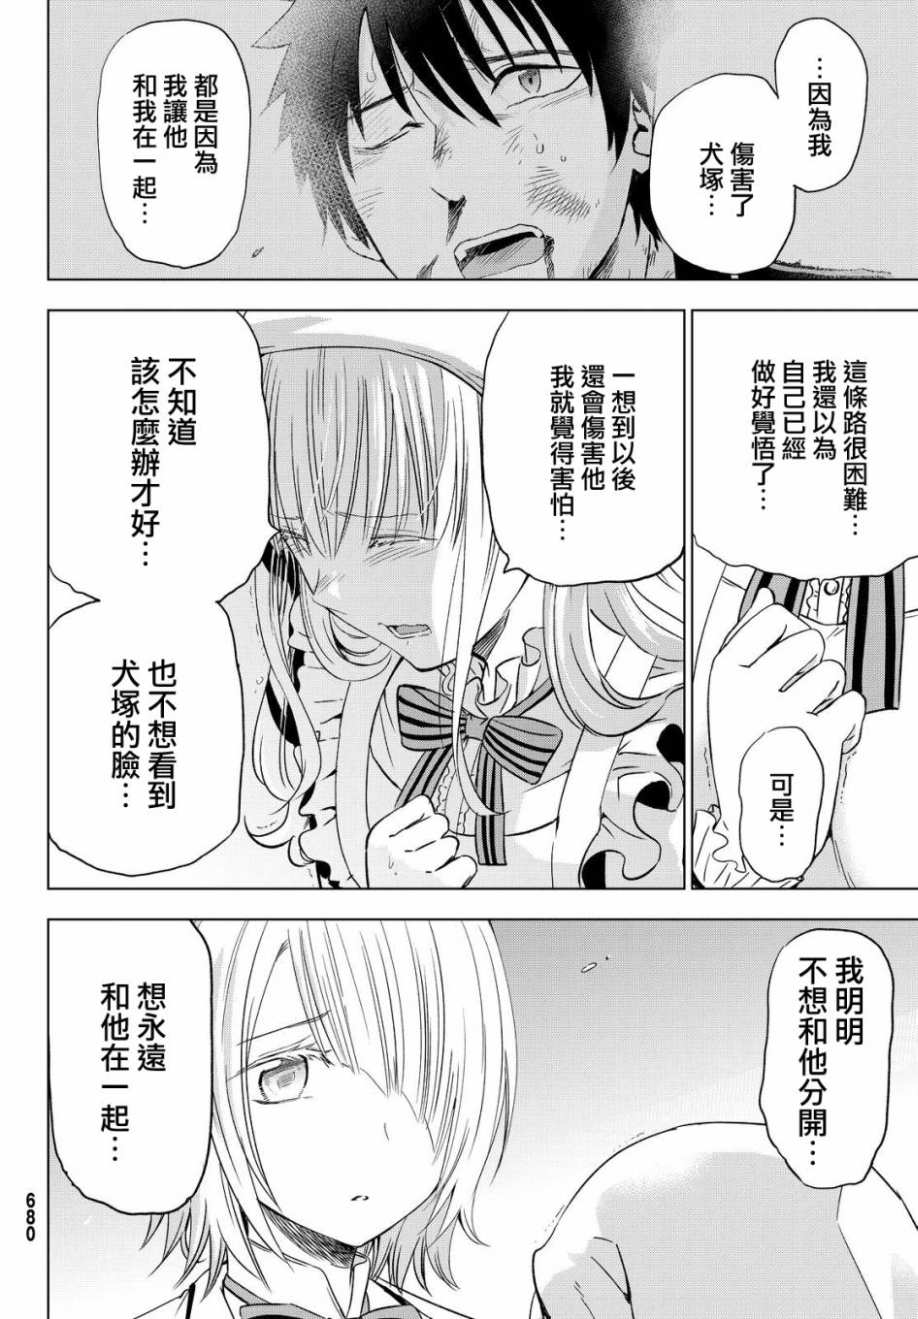 …因為我
傷害了
犬塚…
都是因為
我讓他
和我在一起…
這條路很困難…
我還以為
自己已經
做好覺悟了…
可是…
一想到以後
還會傷害他
我就覺得害怕…
不知道
該怎麼辦才好…
也不想看到
犬塚的臉…
我明明
不想和他分開…
想永遠
和他在一起…
680